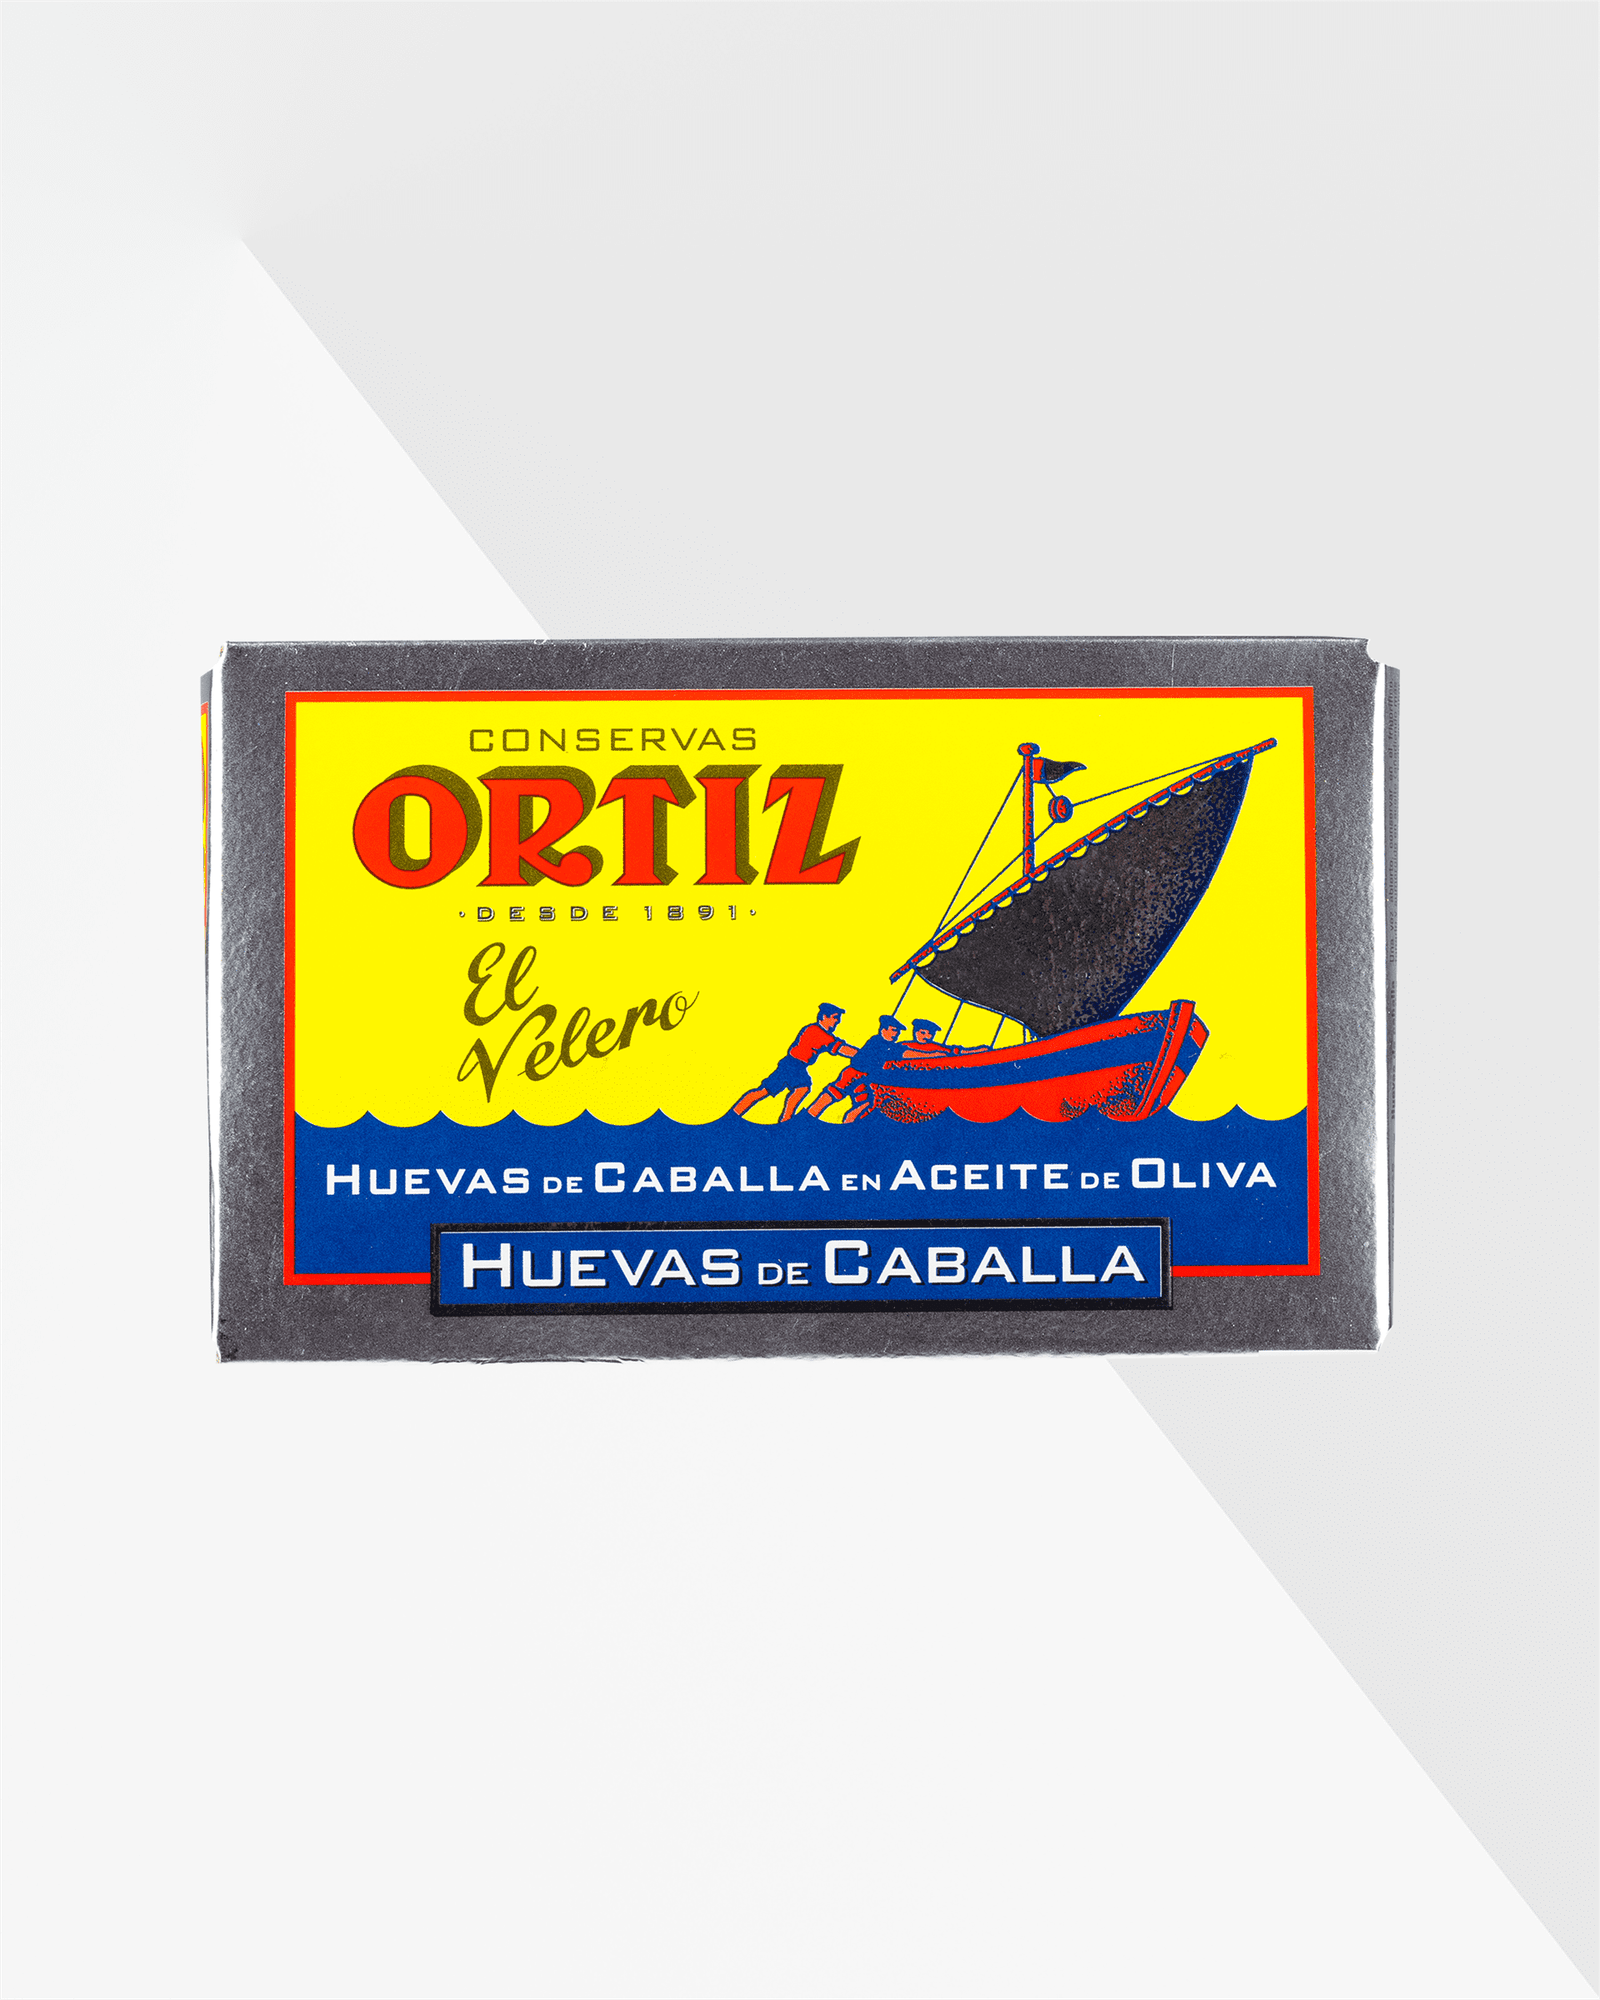 CONSERVAS
ORTIZ
·DESDE 1891·
El
Velero
HUEVAS DE CABALLA EN ACEITE DE OLIVA
HUEVAS DE CABALLA